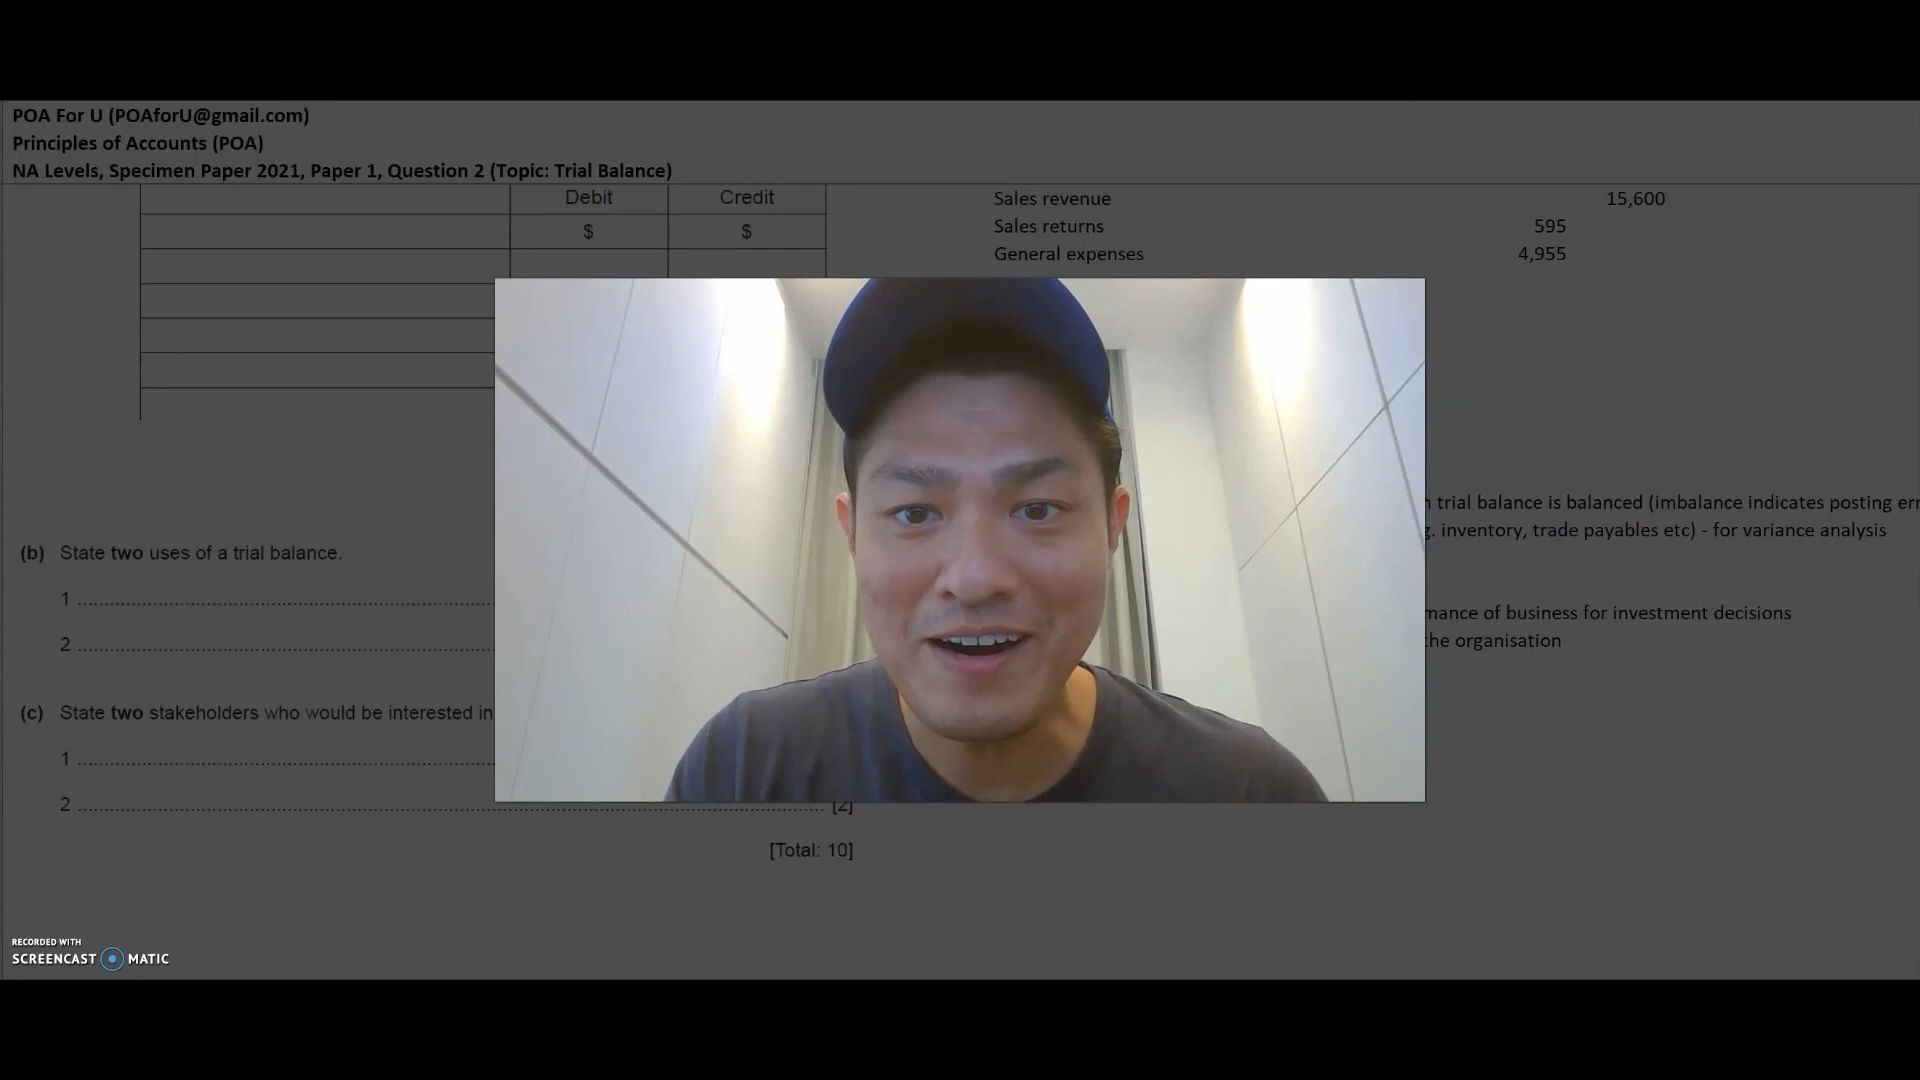 POA For U (POAforU@gmail.com)
Principles of Accounts (POA)
NA Levels, Specimen Paper 2021, Paper 1, Question 2 (Topic: Trial Balance)
Debit Credit
$ $
Sales revenue 15,600
Sales returns 595
General expenses 4,955
trial balance is balanced (imbalance indicates posting
inventory, trade payables etc) - for variance analysis
(b) State two uses of a trial balance.
1
2
of business for investment decisions
organisation
(c) State two stakeholders who would be interested in
1
2 [2]
[Total: 10]
RECORDED WITH
SCREENCAST MATIC